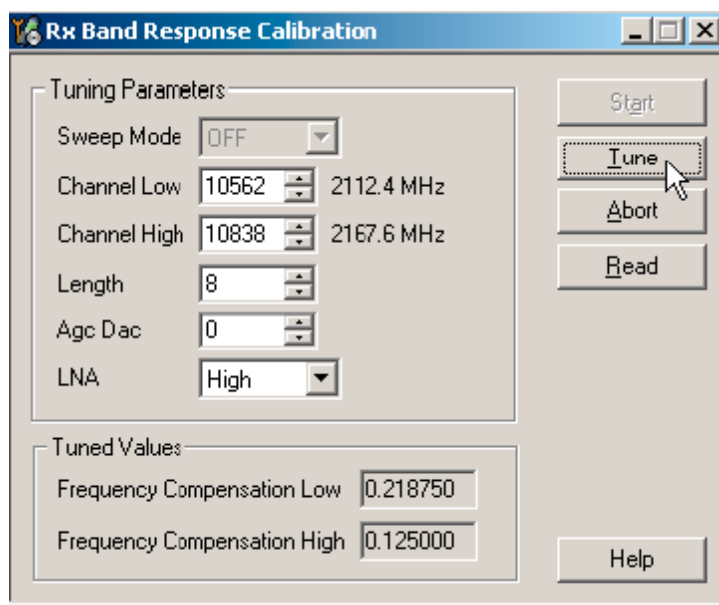 Rx Band Response Calibration
Tuning Parameters
Sweep Mode OFF
Channel Low 10562 2112.4 MHz
Channel High 10838 2167.6 MHz
Length 8
Agc Dac 0
LNA High
Start
Tune
Abort
Read
Tuned Values
Frequency Compensation Low 0.218750
Frequency Compensation High 0.125000
Help